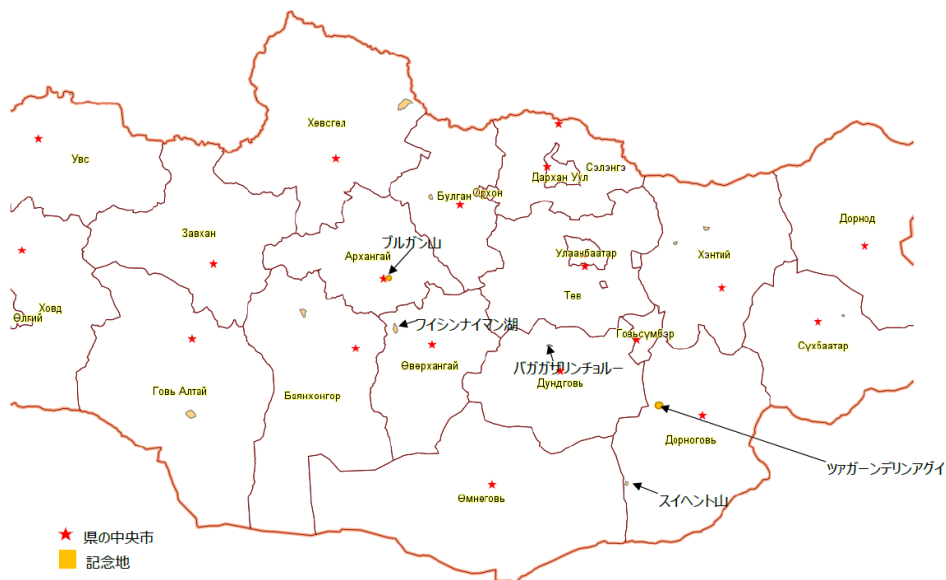 Хөвсгөл
Увс
Сэлэнгэ
Дархан Уул
Булган
Дорнод
Завхан
ブルガン山
Архангай
Улаанбаатар
Хэнтий
Төв
Ховд
Өлгий
フイシンナイマン湖
Говьсүмбэр
Сүхбаатар
Өвөрхангай
バガガザリンチョルー
Дундговь
Говь Алтай
Баянхонгор
Дорноговь
ツァガーンデリンアグイ
Өмнөговь
スイヘント山
県の中央市
記念地